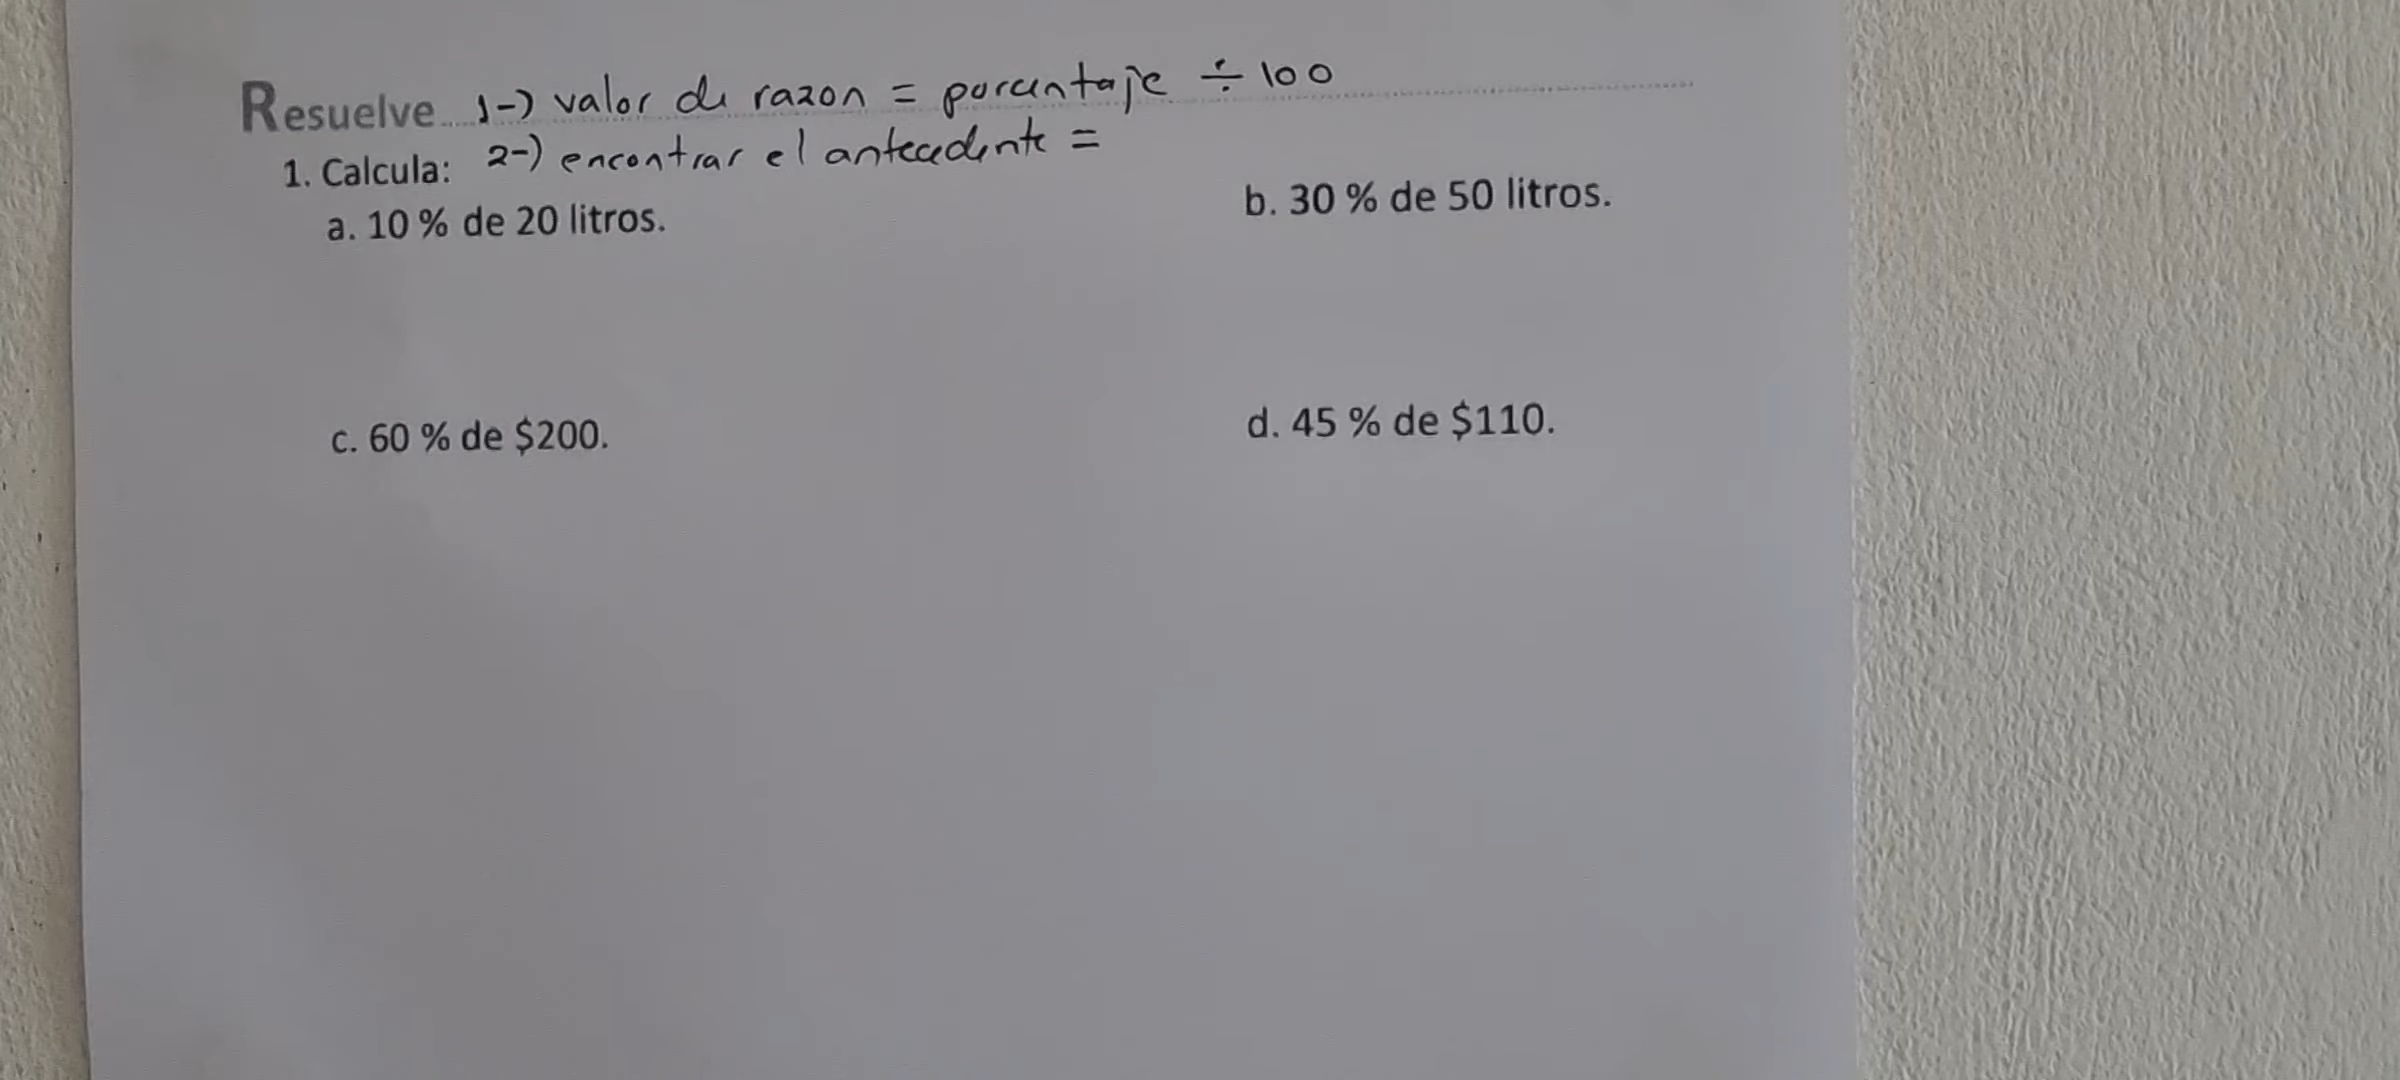 Resuelve 1-) valor de razon = porcentaje ÷ 100
1. Calcula: 2-) encontrar el antecedente =
a. 10 % de 20 litros.
b. 30 % de 50 litros.
c. 60 % de $200.
d. 45 % de $110.